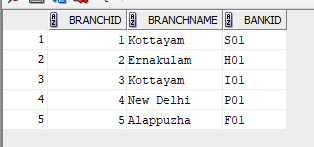 BRANCHID BRANCHNAME BANKID
1 1 Kottayam S01
2 2 Ernakulam H01
3 3 Kottayam I01
4 4 New Delhi P01
5 5 Alappuzha F01